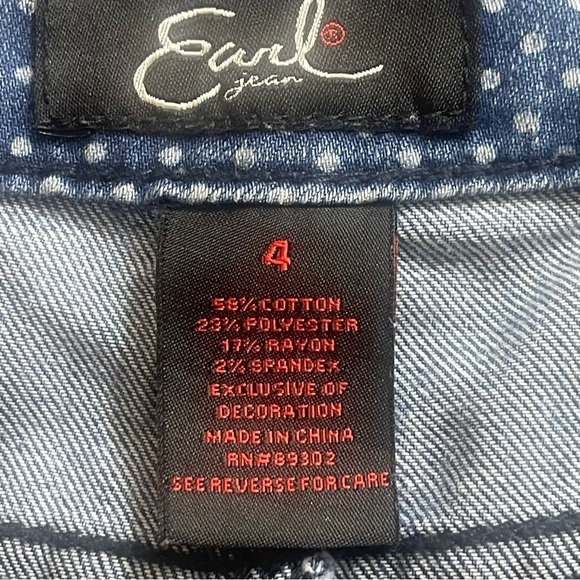 Earl®
jean
4
58% COTTON
23% POLYESTER
17% RAYON
2% SPANDEX
EXCLUSIVE OF
DECORATION
MADE IN CHINA
RN#89302
SEE REVERSE FOR CARE